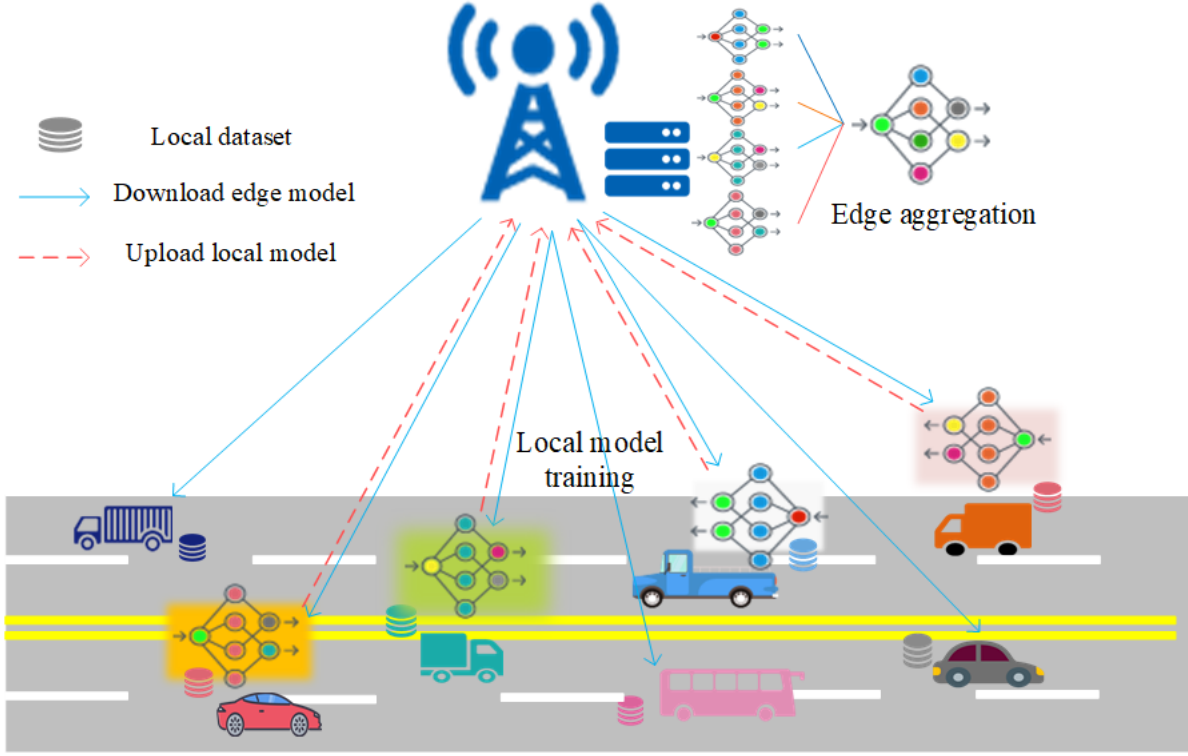 Local dataset
Download edge model
Upload local model
Edge aggregation
Local model
training